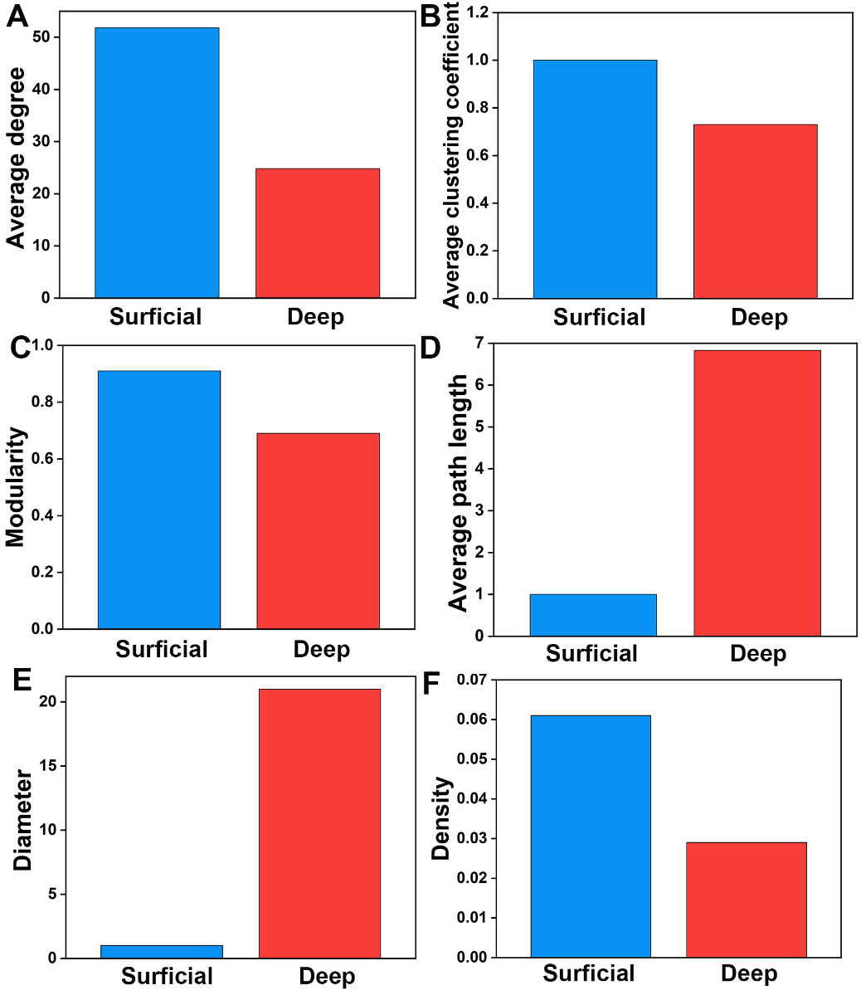 A
Average degree
50
40
30
20
10
0
Surficial
Deep
B
Average clustering coefficient
1.2
1.0
0.8
0.6
0.4
0.2
0.0
Surficial
Deep
C
Modularity
1.0
0.8
0.6
0.4
0.2
0.0
Surficial
Deep
D
Average path length
7
6
5
4
3
2
1
0
Surficial
Deep
E
Diameter
20
15
10
5
0
Surficial
Deep
F
Density
0.07
0.06
0.05
0.04
0.03
0.02
0.01
0.00
Surficial
Deep